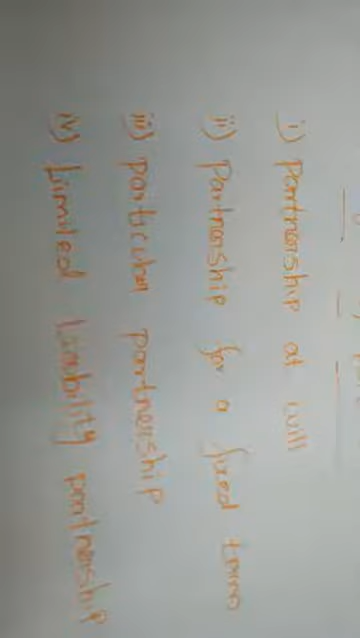 i) Partnership at will
ii) Partnership for a fixed term
iii) particular partnership
iv) Limited Liability partnership